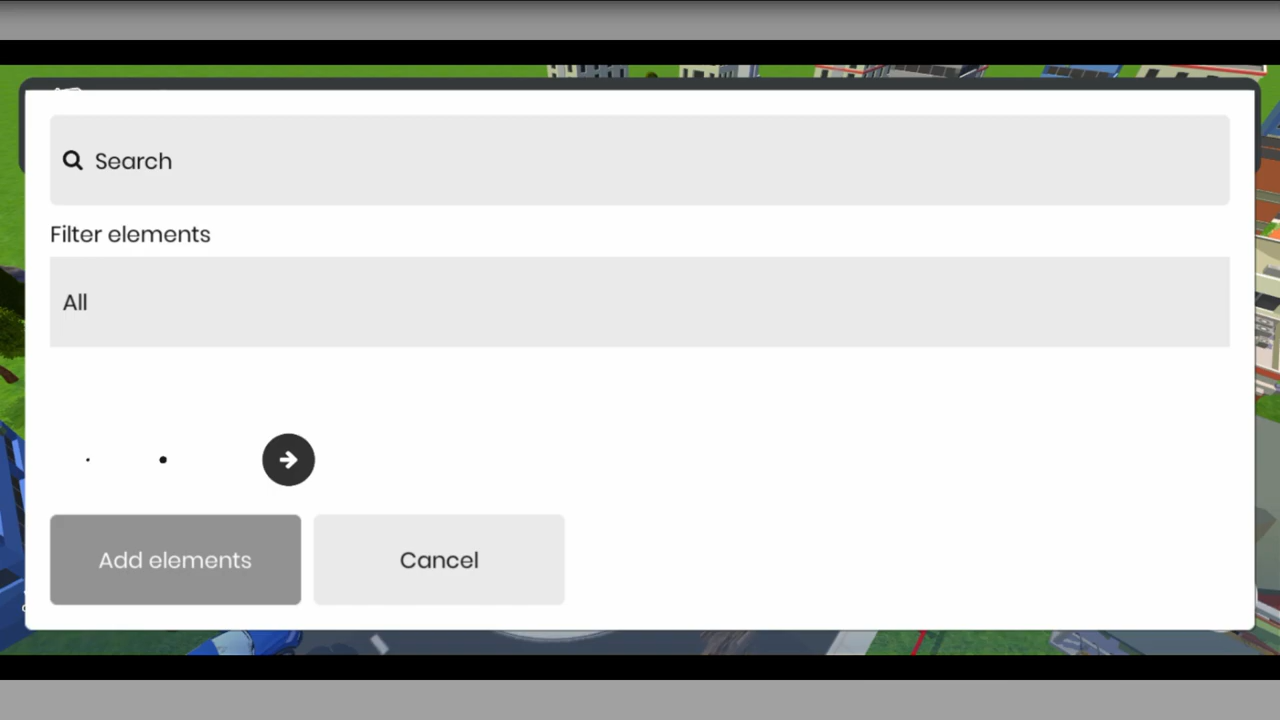 Search
Filter elements
All
Add elements
Cancel